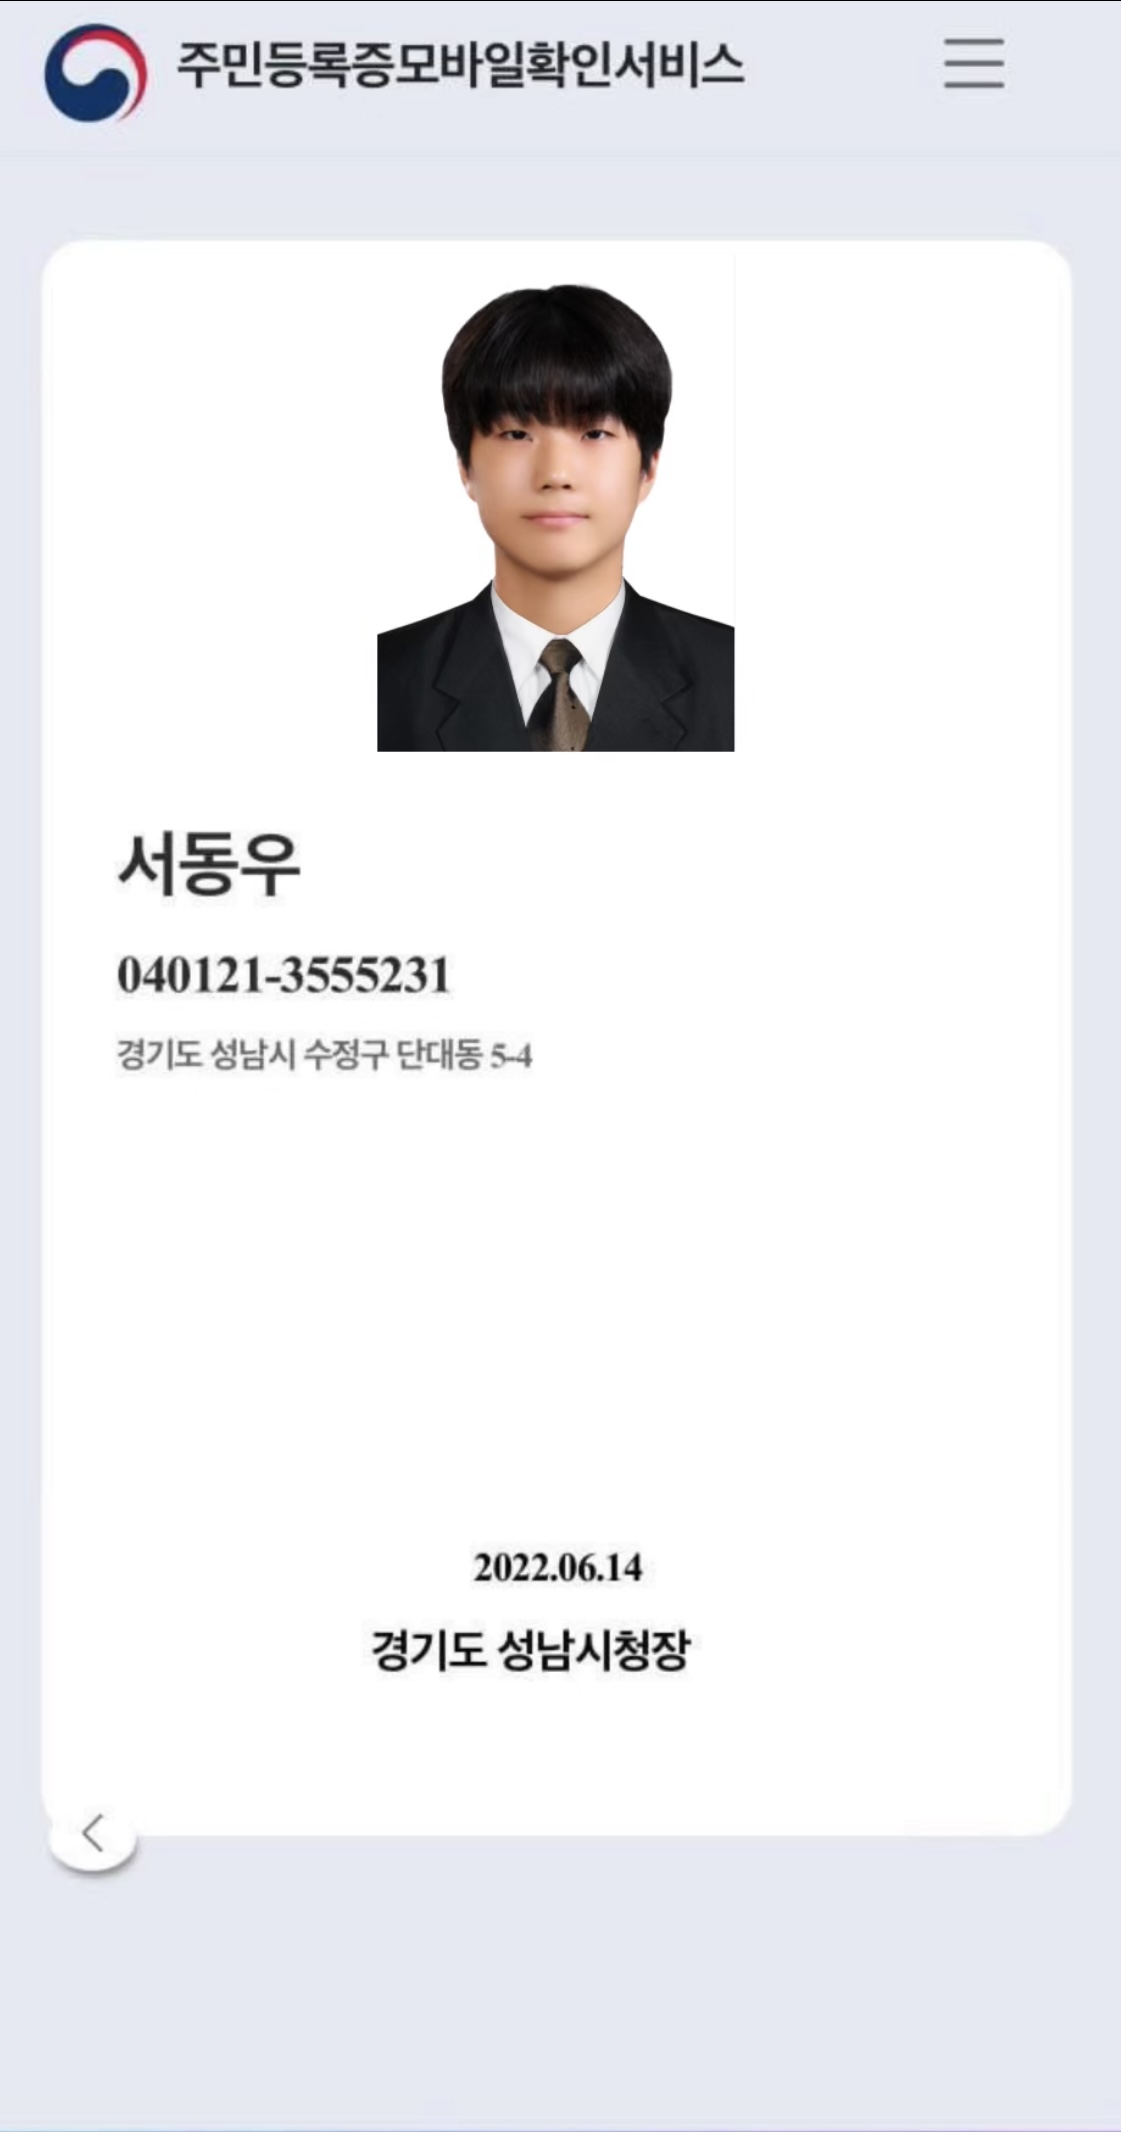 주민등록증모바일확인서비스
서동우
040121-3555231
경기도 성남시 수정구 단대동 5-4
2022.06.14
경기도 성남시청장